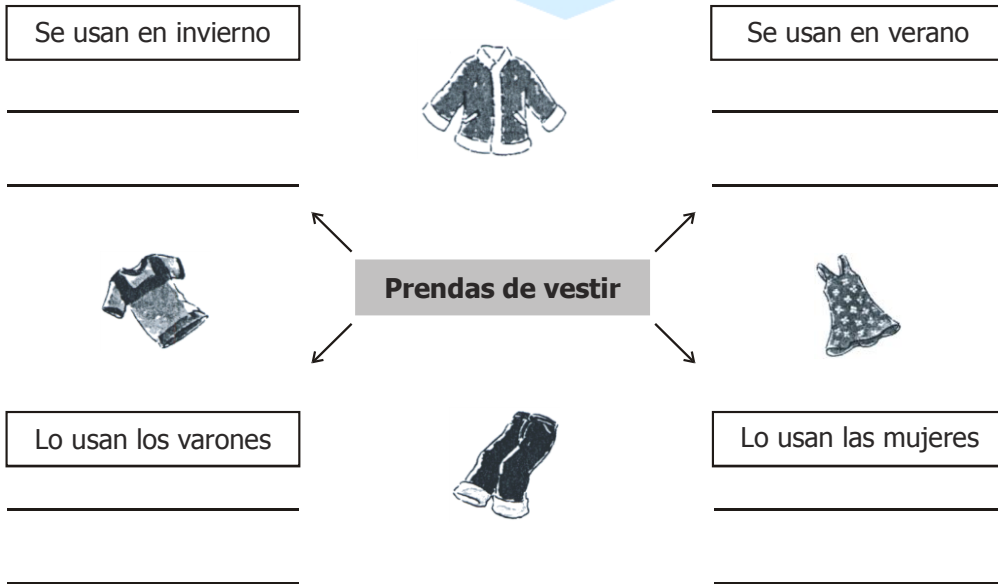 Se usan en invierno
Se usan en verano
Prendas de vestir
Lo usan los varones
Lo usan las mujeres